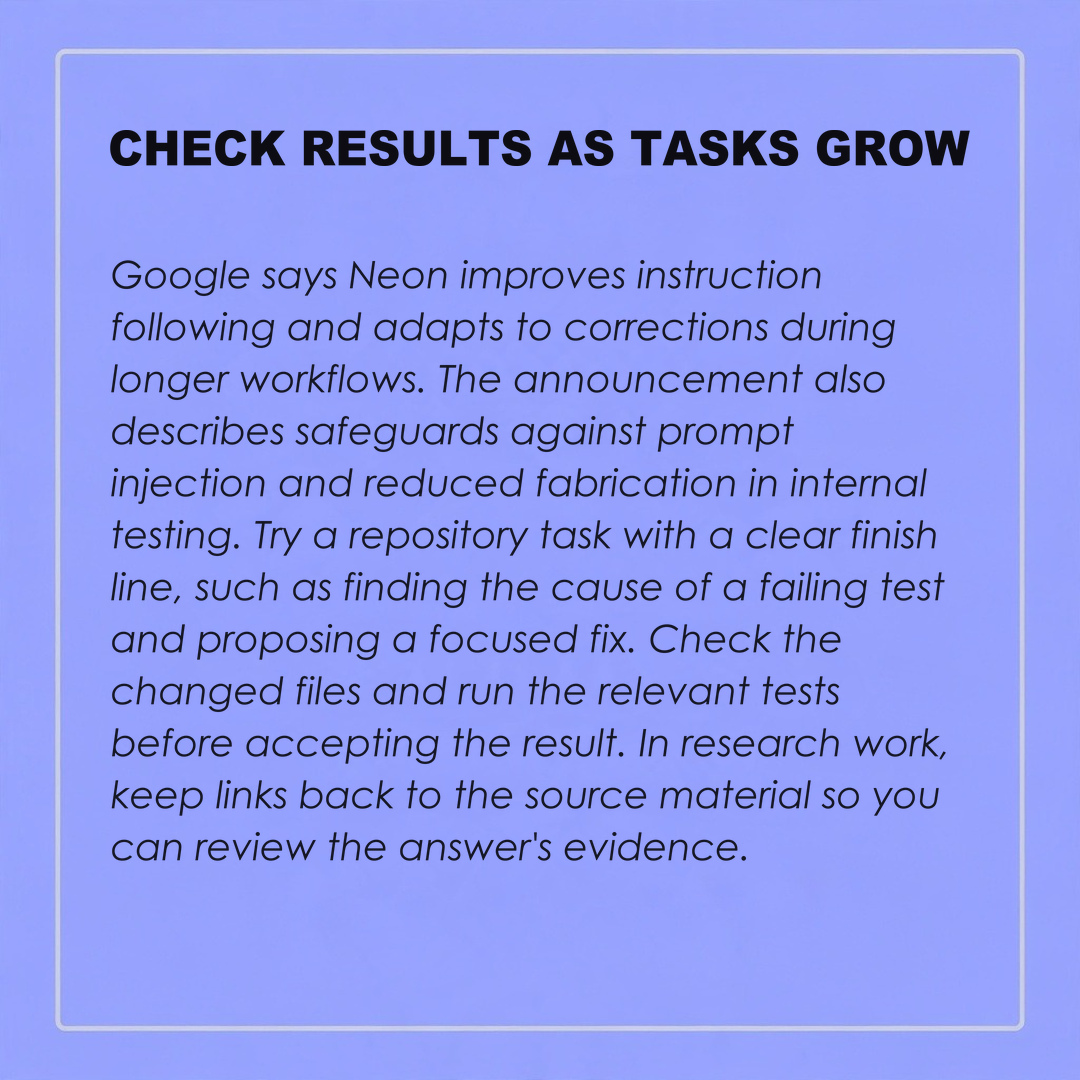 CHECK RESULTS AS TASKS GROW
Google says Neon improves instruction
following and adapts to corrections during
longer workflows. The announcement also
describes safeguards against prompt
injection and reduced fabrication in internal
testing. Try a repository task with a clear finish
line, such as finding the cause of a failing test
and proposing a focused fix. Check the
changed files and run the relevant tests
before accepting the result. In research work,
keep links back to the source material so you
can review the answer's evidence.